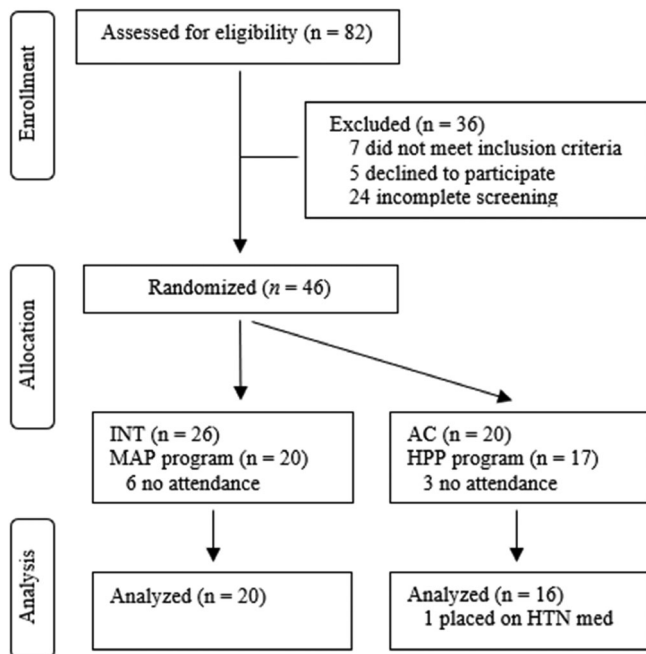 Enrollment
Assessed for eligibility (n = 82)
Excluded (n = 36)
7 did not meet inclusion criteria
5 declined to participate
24 incomplete screening
Allocation
Randomized (n = 46)
INT (n = 26)
MAP program (n = 20)
6 no attendance
AC (n = 20)
HPP program (n = 17)
3 no attendance
Analysis
Analyzed (n = 20)
Analyzed (n = 16)
1 placed on HTN med